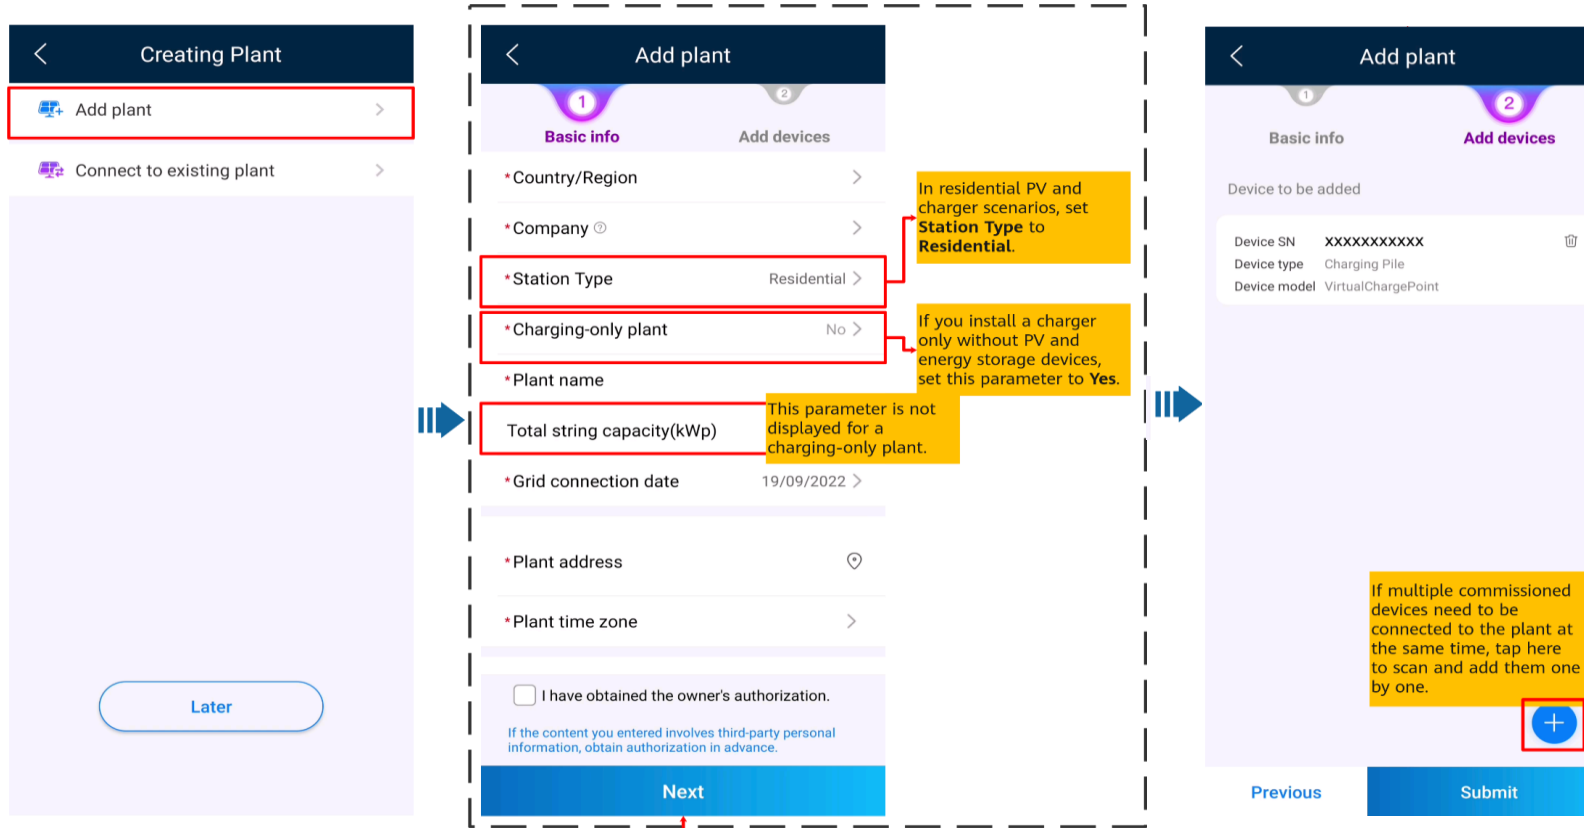 Creating Plant
Add plant
Connect to existing plant
Later
Add plant
1
2
Basic info
Add devices
*Country/Region
*Company
*Station Type
Residential
*Charging-only plant
No
*Plant name
Total string capacity(kWp)
*Grid connection date
19/09/2022
*Plant address
*Plant time zone
I have obtained the owner's authorization.
If the content you entered involves third-party personal
information, obtain authorization in advance.
Next
In residential PV and
charger scenarios, set
Station Type to
Residential.
If you install a charger
only without PV and
energy storage devices,
set this parameter to Yes.
This parameter is not
displayed for a
charging-only plant.
Add plant
1
2
Basic info
Add devices
Device to be added
Device SN XXXXXXXXXXX
Device type Charging Pile
Device model VirtualChargePoint
If multiple commissioned
devices need to be
connected to the plant at
the same time, tap here
to scan and add them one
by one.
Previous
Submit